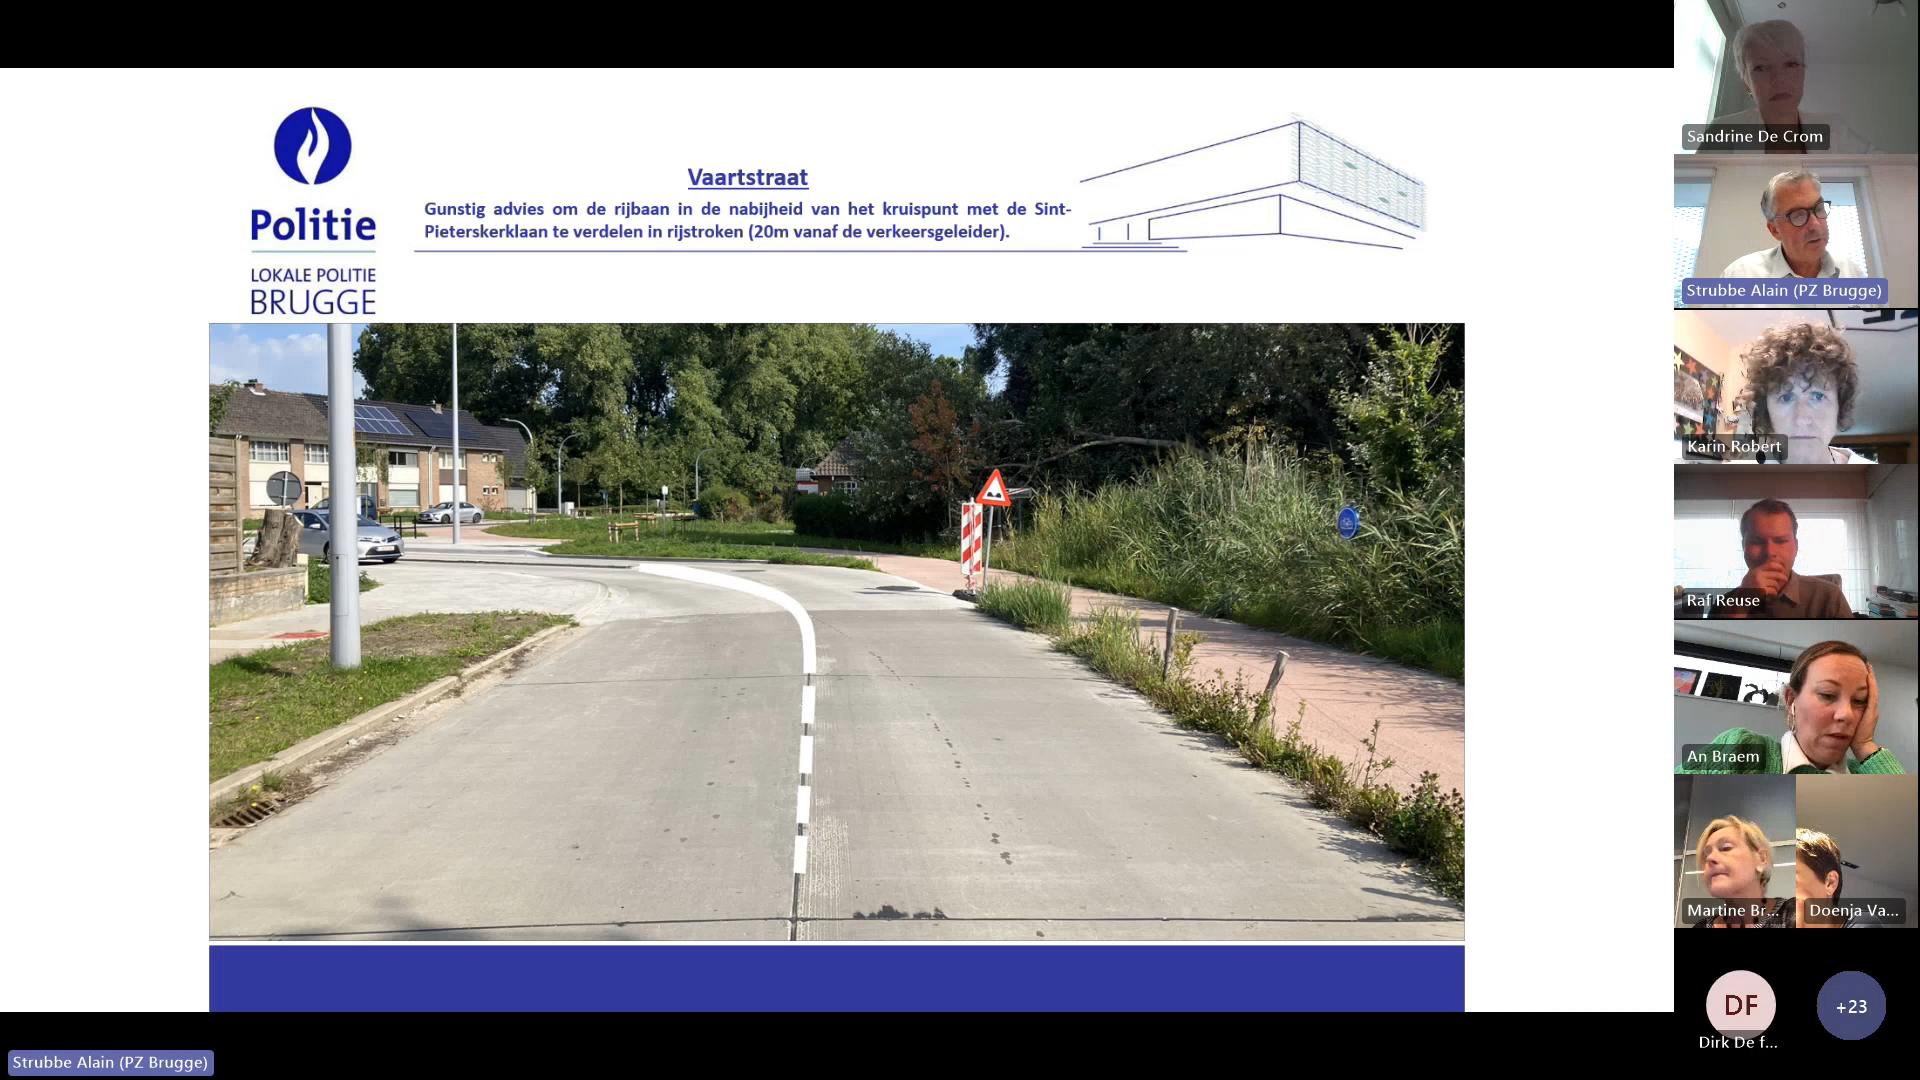 Vaartstraat
Gunstig advies om de rijbaan in de nabijheid van het kruispunt met de Sint-
Pieterskerklaan te verdelen in rijstroken (20m vanaf de verkeersgeleider).
Politie
LOKALE POLITIE
BRUGGE
Sandrine De Crom
Strubbe Alain (PZ Brugge)
Karin Robert
Raf Reuse
An Braem
Martine Br...
Doenja Va...
DF
+23
Dirk De f...
Strubbe Alain (PZ Brugge)